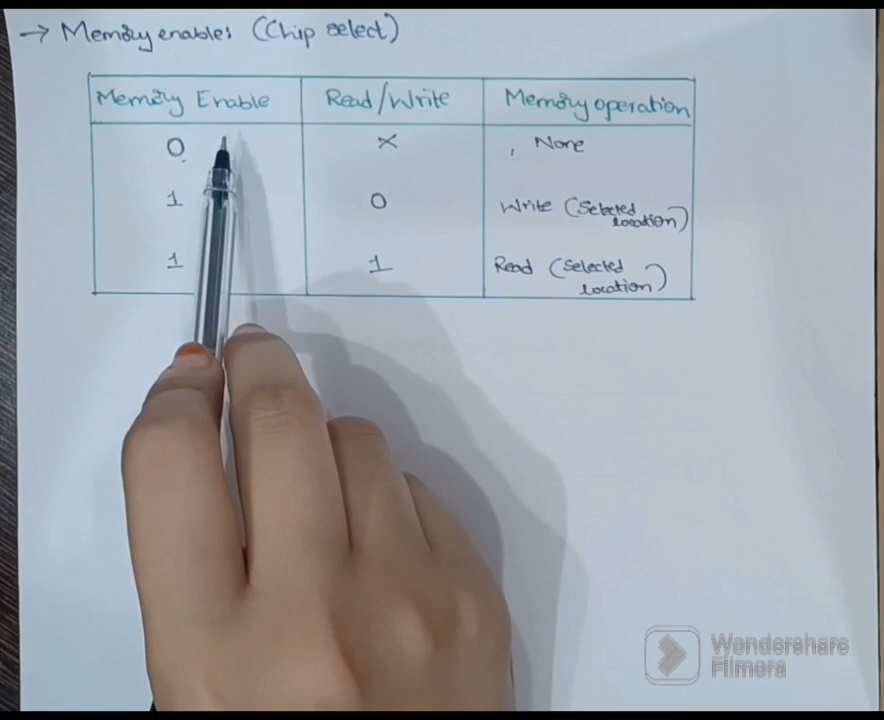 → Memory enables (Chip select)
Memory Enable Read/Write Memory operation
0 × None
1 0 Write (Selected
location)
1 1 Read (Selected
location)
Wondershare
Filmora